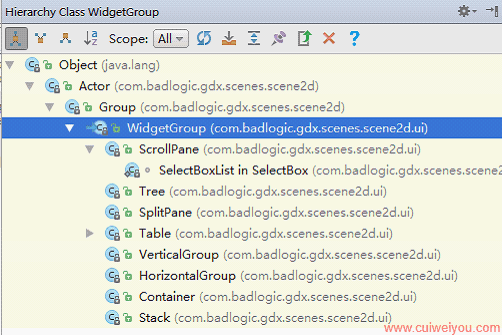 Hierarchy Class WidgetGroup
Scope: All
Object (java.lang)
Actor (com.badlogic.gdx.scenes.scene2d)
Group (com.badlogic.gdx.scenes.scene2d)
WidgetGroup (com.badlogic.gdx.scenes.scene2d.ui)
ScrollPane (com.badlogic.gdx.scenes.scene2d.ui)
SelectBoxList in SelectBox (com.badlogic.gdx.scenes.scene2d.ui)
Tree (com.badlogic.gdx.scenes.scene2d.ui)
SplitPane (com.badlogic.gdx.scenes.scene2d.ui)
Table (com.badlogic.gdx.scenes.scene2d.ui)
VerticalGroup (com.badlogic.gdx.scenes.scene2d.ui)
HorizontalGroup (com.badlogic.gdx.scenes.scene2d.ui)
Container (com.badlogic.gdx.scenes.scene2d.ui)
Stack (com.badlogic.gdx.scenes.scene2d.ui)
www.cuiweiyou.com